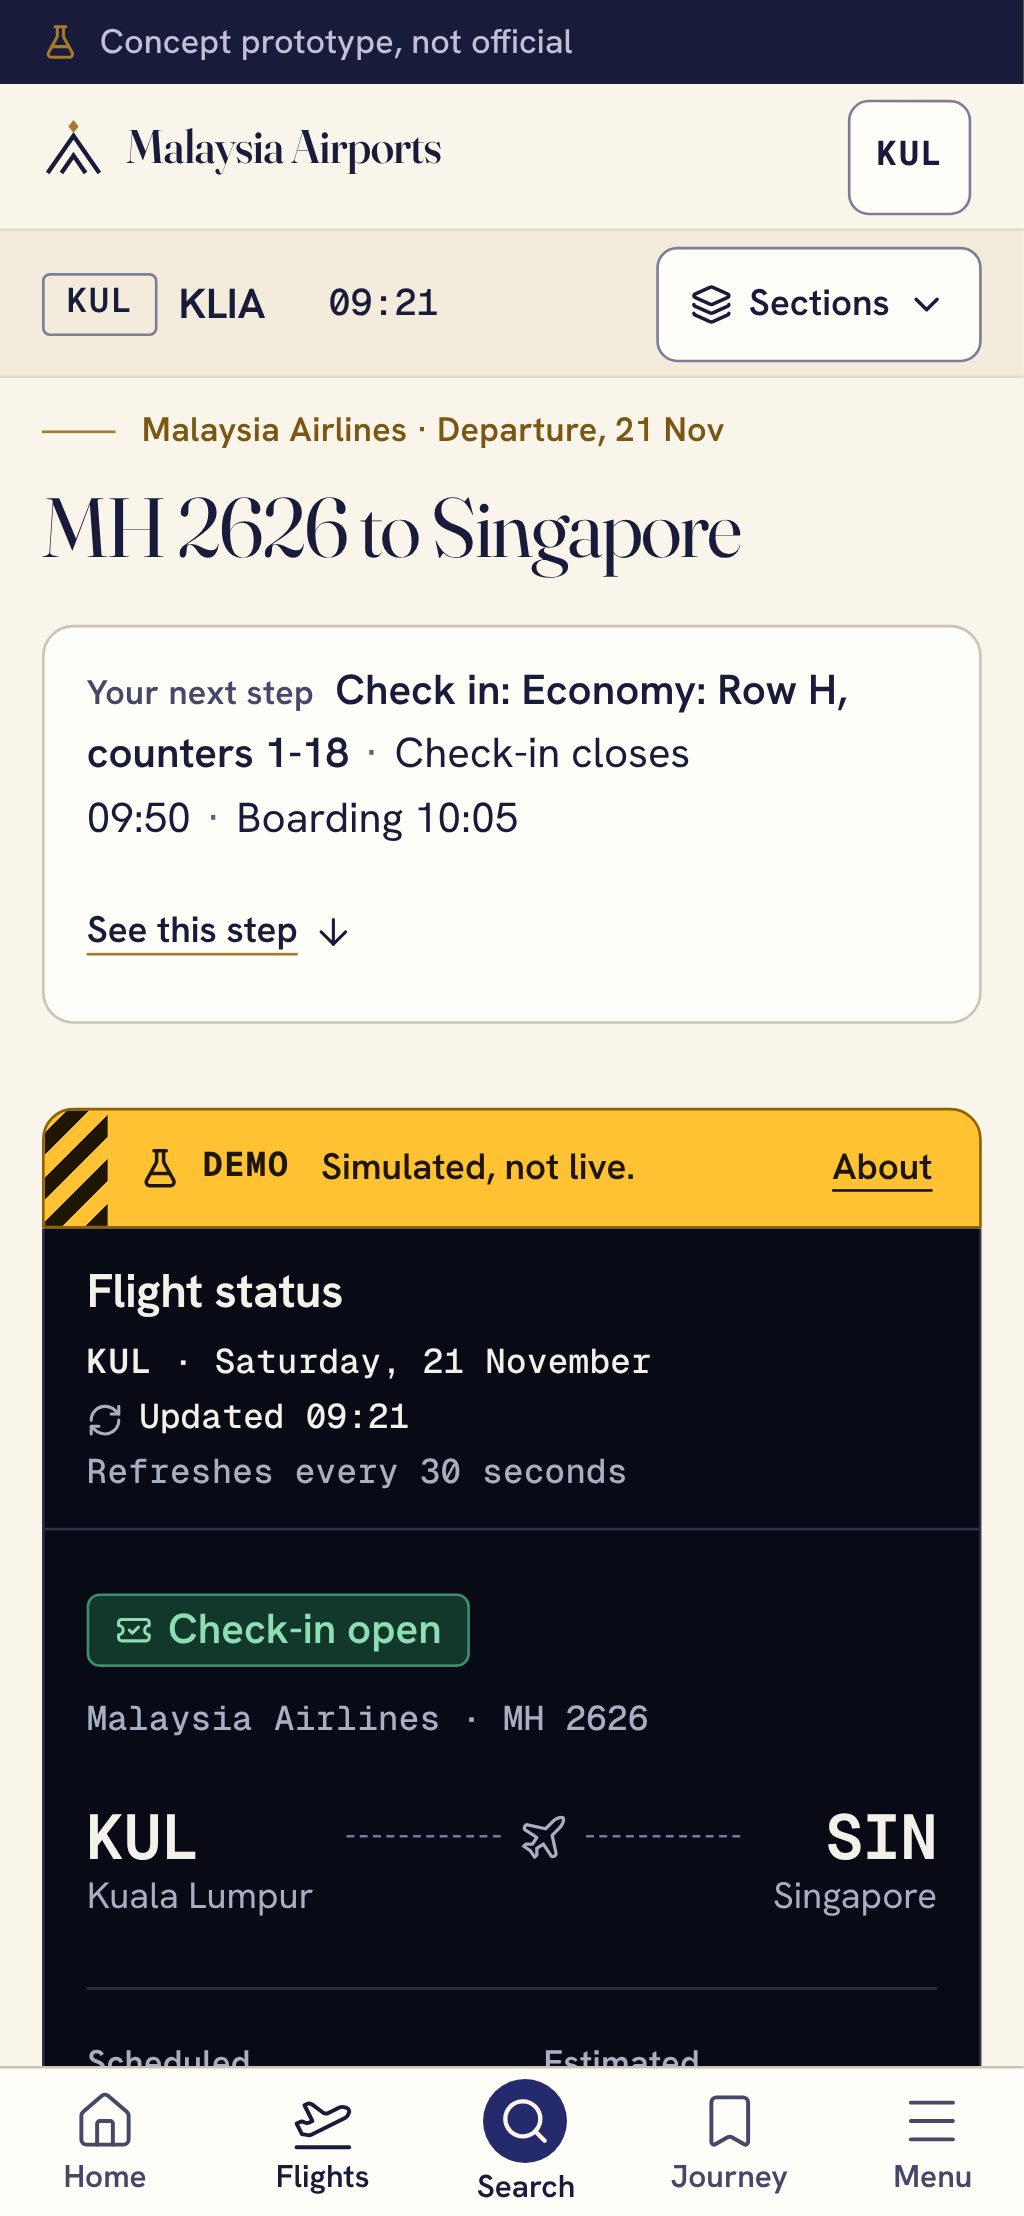 Concept prototype, not official
Malaysia Airports
KUL
KUL KLIA 09:21
Sections
Malaysia Airlines · Departure, 21 Nov
MH 2626 to Singapore
Your next step Check in: Economy: Row H,
counters 1-18 · Check-in closes
09:50 · Boarding 10:05
See this step
DEMO Simulated, not live. About
Flight status
KUL · Saturday, 21 November
Updated 09:21
Refreshes every 30 seconds
Check-in open
Malaysia Airlines · MH 2626
KUL SIN
Kuala Lumpur Singapore
Scheduled Estimated
Home Flights Search Journey Menu